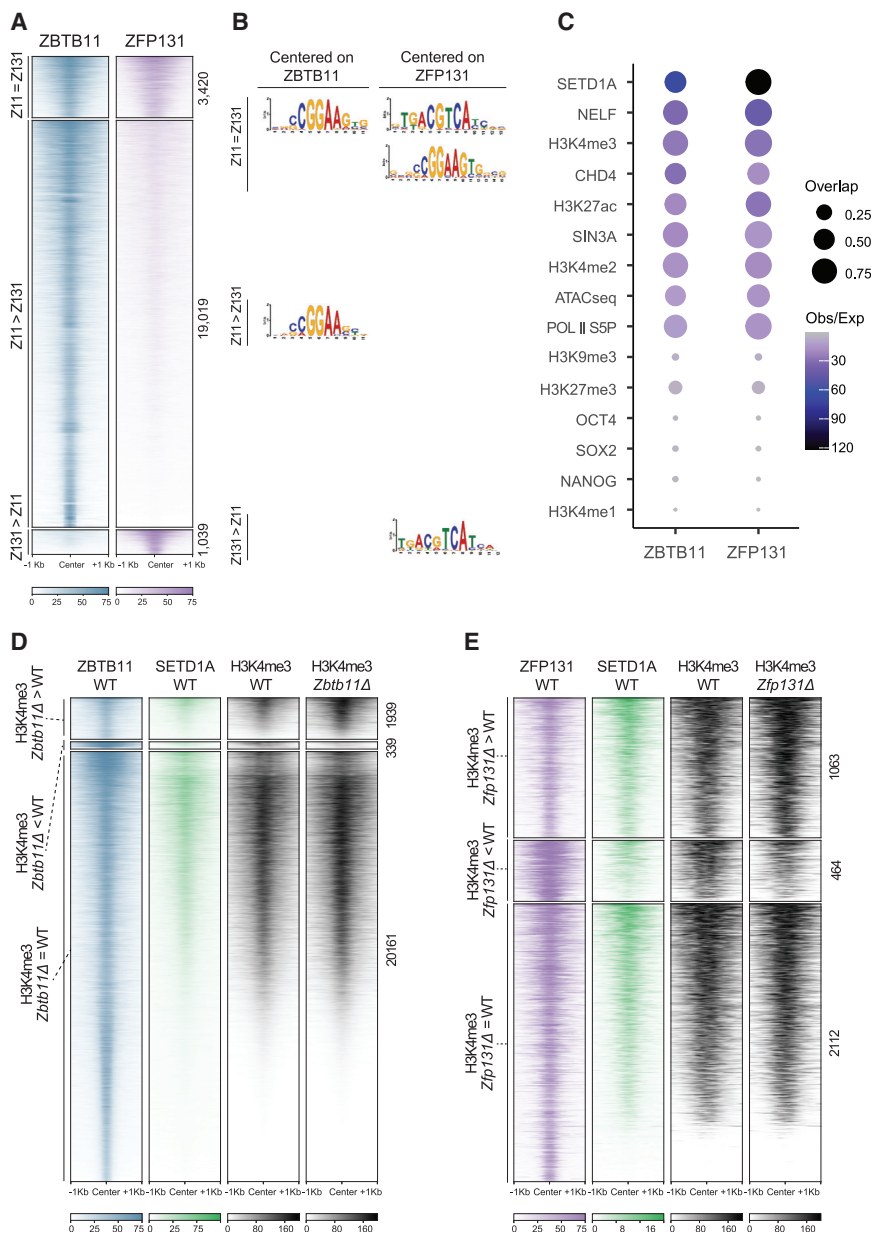 A
ZBTB11
ZFP131
Z11 = Z131
3,420
Z11 > Z131
19,019
Z131 > Z11
1,039
-1 Kb Center +1 Kb
-1 Kb Center +1 Kb
0 25 50 75
0 25 50 75
B
Centered on
ZBTB11
Centered on
ZFP131
Z11 = Z131
Z11 > Z131
Z131 > Z11
C
SETD1A
NELF
H3K4me3
CHD4
H3K27ac
SIN3A
H3K4me2
ATACseq
POL II S5P
H3K9me3
H3K27me3
OCT4
SOX2
NANOG
H3K4me1
ZBTB11
ZFP131
Overlap
0.25
0.50
0.75
Obs/Exp
30
60
90
120
D
ZBTB11
WT
SETD1A
WT
H3K4me3
WT
H3K4me3
Zbtb11Δ
H3K4me3
Zbtb11Δ > WT
1939
H3K4me3
Zbtb11Δ < WT
339
H3K4me3
Zbtb11Δ = WT
20161
-1Kb Center +1Kb
-1Kb Center +1Kb
-1Kb Center +1Kb
-1Kb Center +1Kb
0 25 50 75
0 25 75
0 80 160
0 80 160
E
ZFP131
WT
SETD1A
WT
H3K4me3
WT
H3K4me3
Zfp131Δ
H3K4me3
Zfp131Δ > WT
1063
H3K4me3
Zfp131Δ < WT
464
H3K4me3
Zfp131Δ = WT
2112
-1Kb Center +1Kb
-1Kb Center +1Kb
-1Kb Center +1Kb
-1Kb Center +1Kb
0 25 50 75
0 8 16
0 80 160
0 80 160